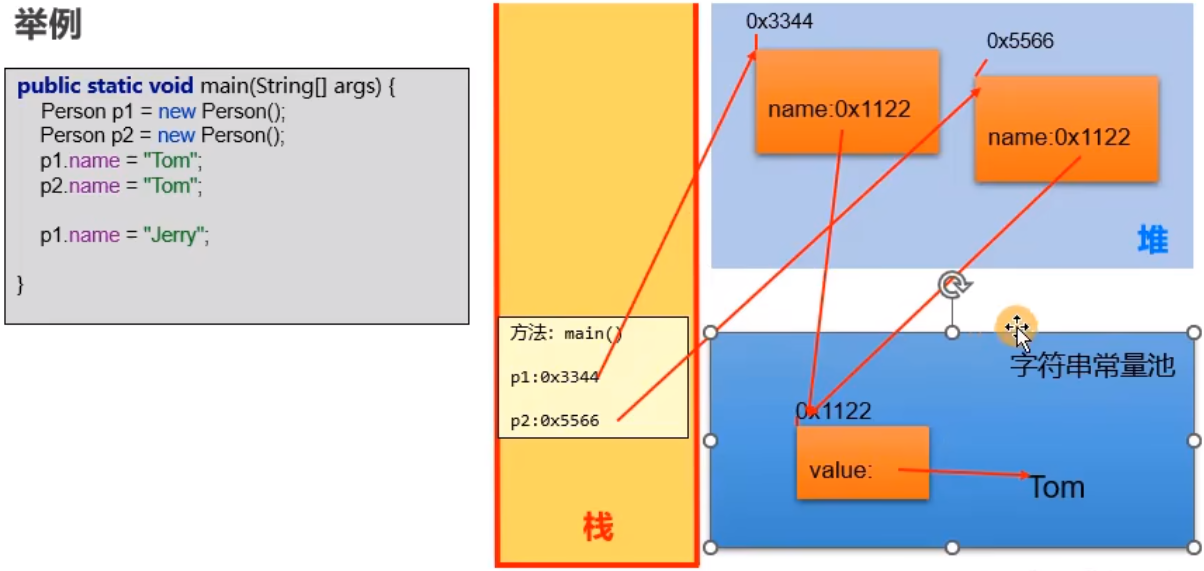 举例
public static void main(String[] args) {
Person p1 = new Person();
Person p2 = new Person();
p1.name = "Tom";
p2.name = "Tom";
p1.name = "Jerry";
}
方法: main()
p1:0x3344
p2:0x5566
栈
0x3344
name:0x1122
0x5566
name:0x1122
堆
字符串常量池
0x1122
value:
Tom